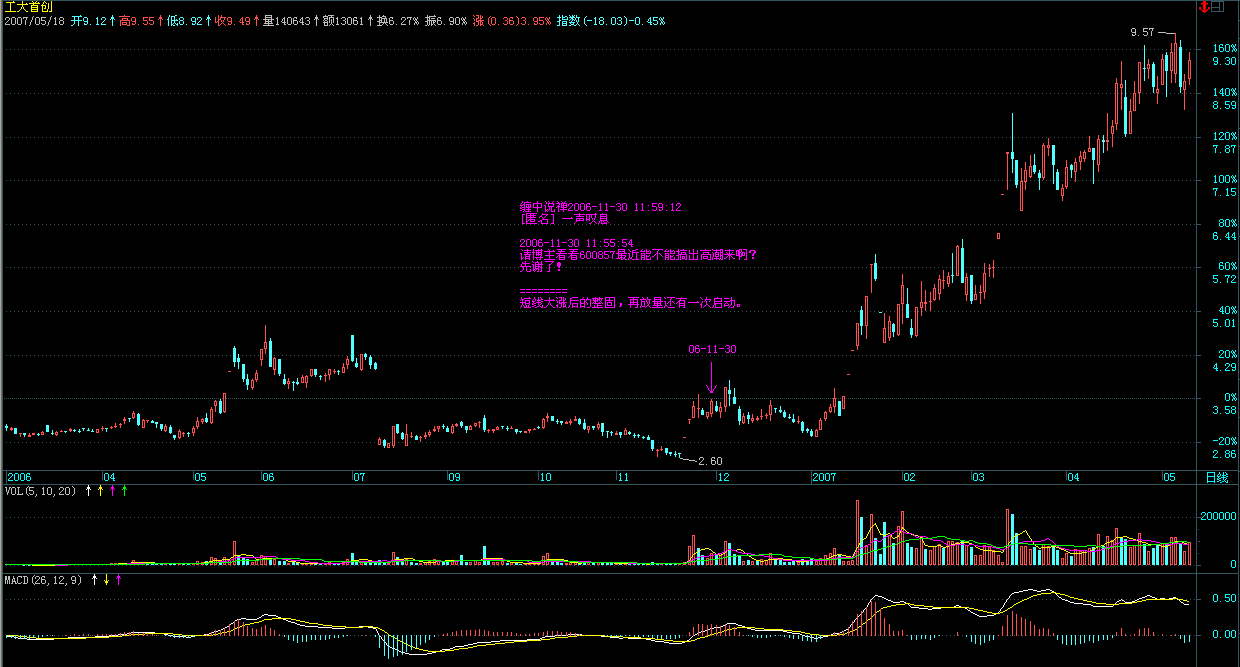 工大首创
2007/05/18 开9.12↑高9.55↑低8.92↑收9.49↑量140643↑额13061↑换6.27% 振6.90% 涨(0.36)3.95% 指数(-18.03)-0.45%
9.57
160%
9.30
140%
8.59
120%
7.87
100%
7.15
80%
6.44
60%
5.72
40%
5.01
20%
4.29
0%
3.58
-20%
2.86
缠中说禅2006-11-30 11:59:12
[匿名] 一声叹息
2006-11-30 11:55:54
请博主看看600857最近能不能搞出高潮来啊?
先谢了!
========
短线大涨后的整固，再放量还有一次启动。
06-11-30
2.60
2006 04 05 06 07 09 10 11 12 2007 02 03 04 05 日线
VOL(5,10,20) ↑ ↑ ↑ ↑
200000
0
MACD(26,12,9) ↑ ↓ ↑
0.50
0.00